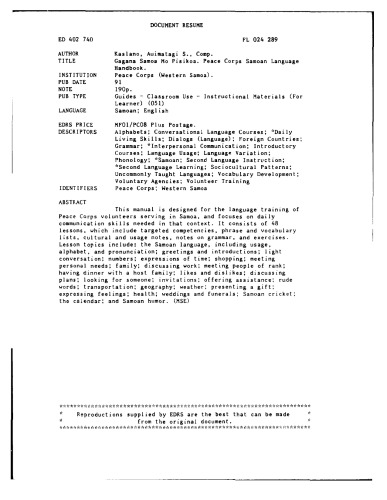 DOCUMENT RESUME
ED 402 740 FL 024 289
AUTHOR Kaslano, Auimatagi S., Comp.
TITLE Gagana Samoa Mo Pisikoa. Peace Corps Samoan Language
Handbook.
INSTITUTION Peace Corps (Western Samoa).
PUB DATE 91
NOTE 190p.
PUB TYPE Guides - Classroom Use - Instructional Materials (For
Learner) (051)
LANGUAGE Samoan; English
EDRS PRICE MF01/PC08 Plus Postage.
DESCRIPTORS Alphabets; Conversational Language Courses; *Daily
Living Skills; Dialogs (Language); Foreign Countries;
Grammar; *Interpersonal Communication; Introductory
Courses; Language Usage; Language Variation;
Phonology; *Samoan; Second Language Instruction;
*Second Language Learning; Sociocultural Patterns;
Uncommonly Taught Languages; Vocabulary Development;
Voluntary Agencies; Volunteer Training
IDENTIFIERS Peace Corps; Western Samoa
ABSTRACT
This manual is designed for the language training of
Peace Corps volunteers serving in Samoa, and focuses on daily
communication skills needed in that context. It consists of 48
lessons, which include targeted competencies, phrase and vocabulary
lists, cultural and usage notes, notes on grammar, and exercises.
Lesson topics include: the Samoan language, including usage,
alphabet, and pronunciation; greetings and introductions; light
conversation; numbers; expressions of time; shopping; meeting
personal needs; family; discussing work; meeting people of rank;
having dinner with a host family; likes and dislikes; discussing
plans; looking for someone; invitations; offering assistance; rude
words; transportation; geography; weather; presenting a gift;
expressing feelings; health; weddings and funerals; Samoan cricket;
the calendar; and Samoan humor. (MSE)
* Reproductions supplied by EDRS are the best that can be made *
* from the original document. *